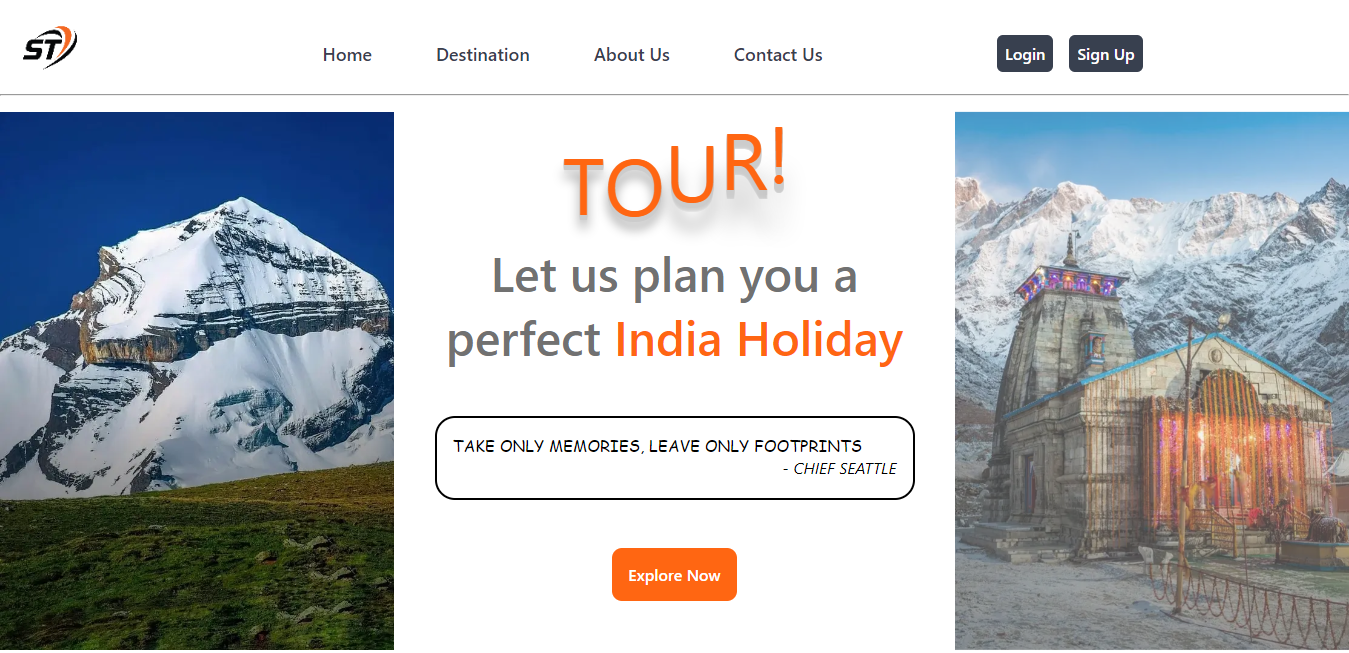 ST
Home
Destination
About Us
Contact Us
Login
Sign Up
TOUR!
Let us plan you a
perfect India Holiday
TAKE ONLY MEMORIES, LEAVE ONLY FOOTPRINTS
- CHIEF SEATTLE
Explore Now